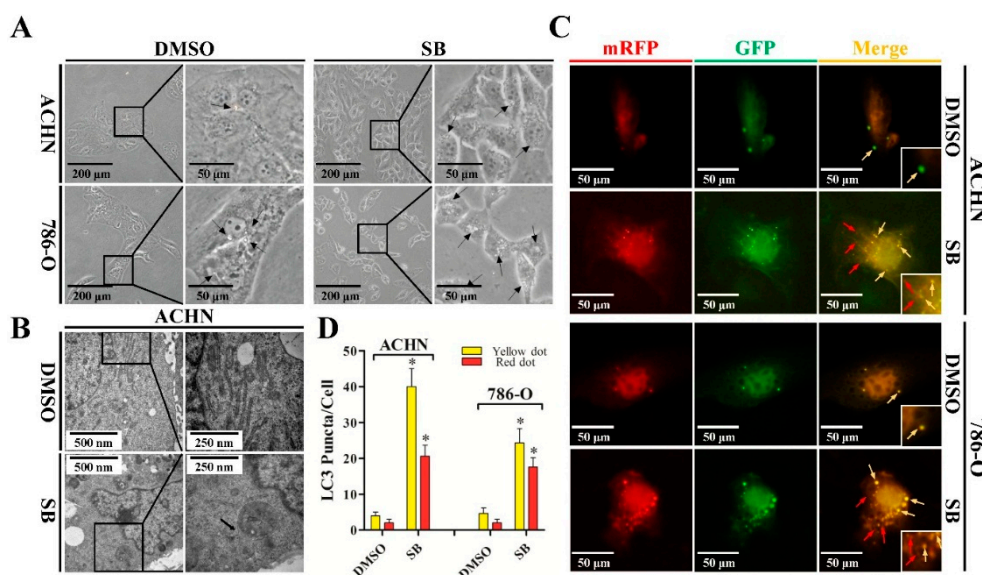 A
DMSO
SB
ACHN
200 µm
50 µm
200 µm
50 µm
786-O
200 µm
50 µm
200 µm
50 µm
B
ACHN
DMSO
500 nm
250 nm
SB
500 nm
250 nm
D
ACHN
Yellow dot
Red dot
786-O
*
*
*
*
LC3 Puncta/Cell
50
40
30
20
10
0
DMSO
SB
DMSO
SB
C
mRFP
GFP
Merge
DMSO
50 µm
50 µm
50 µm
ACHN
SB
50 µm
50 µm
50 µm
DMSO
50 µm
50 µm
50 µm
786-O
SB
50 µm
50 µm
50 µm